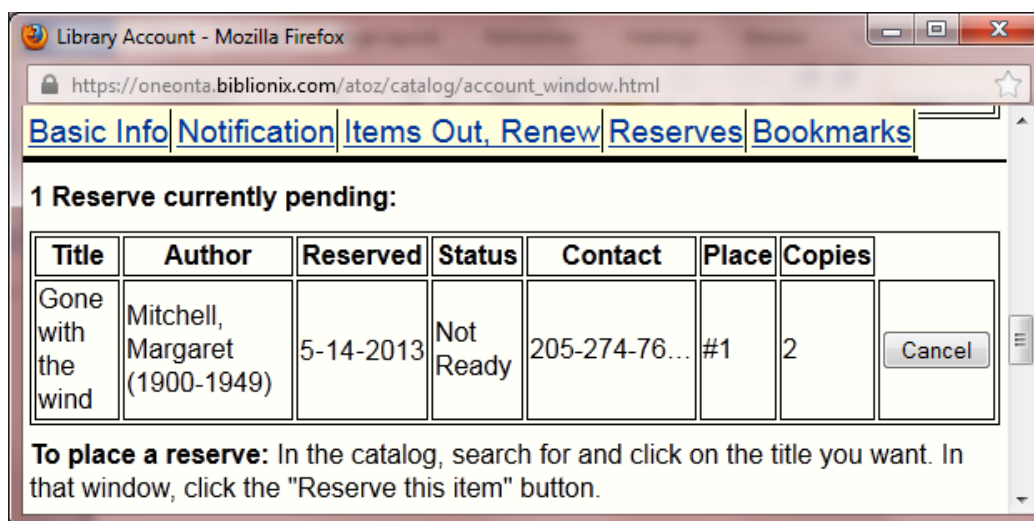 Library Account - Mozilla Firefox
https://oneonta.biblionix.com/atoz/catalog/account_window.html
Basic Info Notification Items Out, Renew Reserves Bookmarks
1 Reserve currently pending:
Title Author Reserved Status Contact Place Copies
Gone with the wind Mitchell, Margaret (1900-1949) 5-14-2013 Not Ready 205-274-76... #1 2 Cancel
To place a reserve: In the catalog, search for and click on the title you want. In
that window, click the "Reserve this item" button.